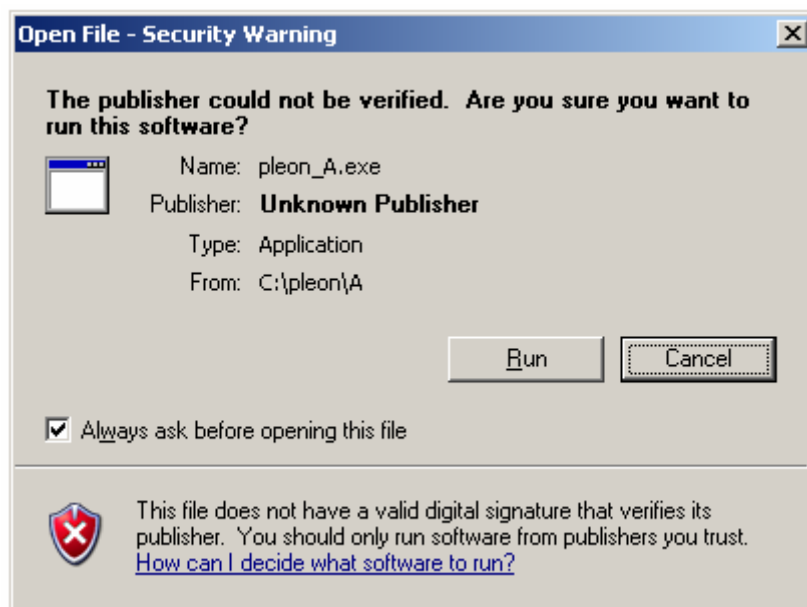 Open File - Security Warning
The publisher could not be verified.  Are you sure you want to
run this software?
Name: pleon_A.exe
Publisher: Unknown Publisher
Type: Application
From: C:\pleon\A
Run Cancel
Always ask before opening this file
This file does not have a valid digital signature that verifies its
publisher.  You should only run software from publishers you trust.
How can I decide what software to run?